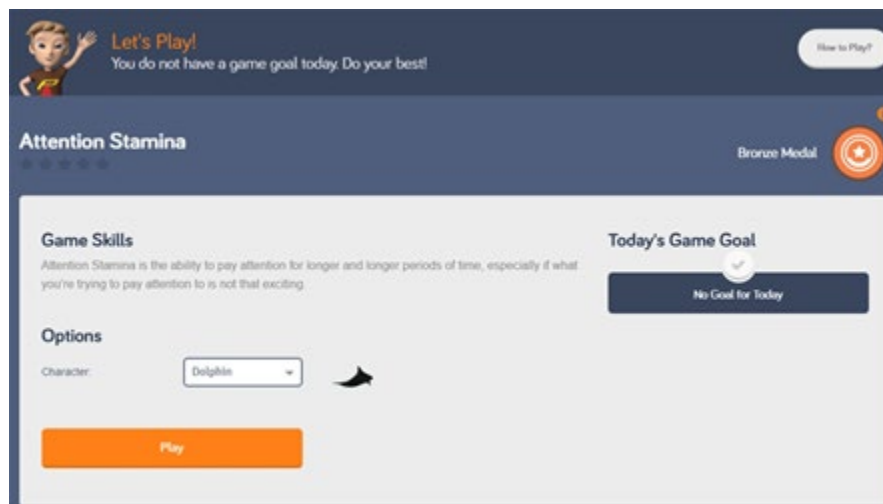 Let's Play!
You do not have a game goal today. Do your best!
How to Play?
Attention Stamina
Bronze Medal
Game Skills
Attention Stamina is the ability to pay attention for longer and longer periods of time, especially if what
you're trying to pay attention to is not that exciting.
Today's Game Goal
No Goal for Today
Options
Character:
Dolphin
Play